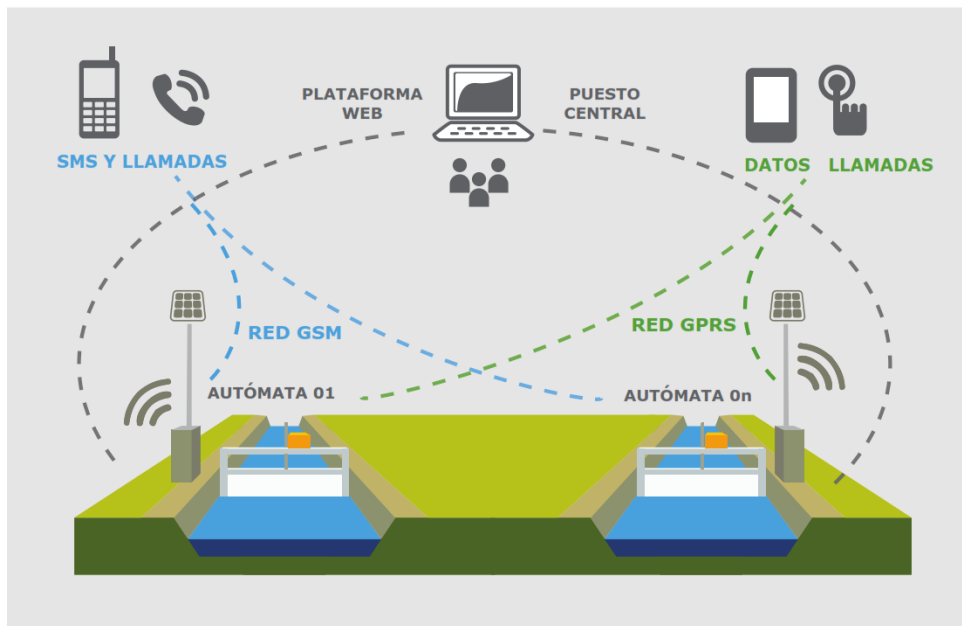 PLATAFORMA
WEB
PUESTO
CENTRAL
SMS Y LLAMADAS
DATOS LLAMADAS
RED GSM
RED GPRS
AUTÓMATA 01
AUTÓMATA 0n